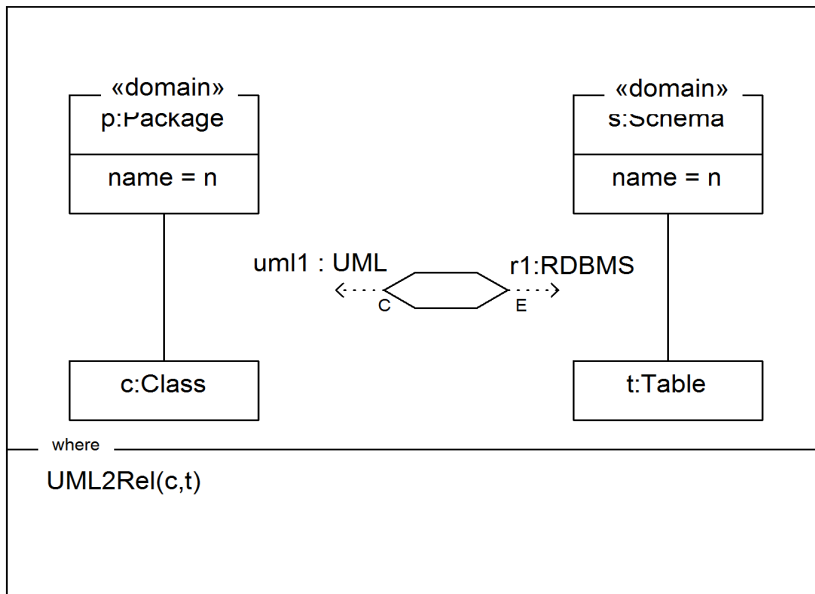 «domain»
p:Package
name = n
«domain»
s:Schema
name = n
uml1 : UML
r1:RDBMS
C
E
c:Class
t:Table
where
UML2Rel(c,t)